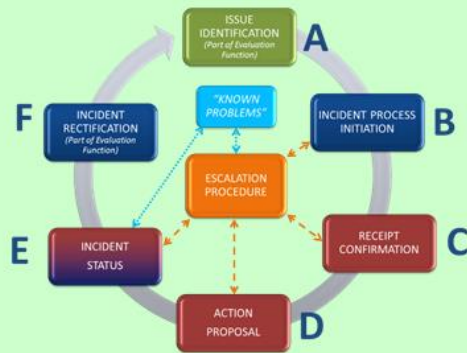 ISSUE
IDENTIFICATION
(Part of Evaluation
Function)
A
"KNOWN
PROBLEMS"
INCIDENT PROCESS
INITIATION
B
ESCALATION
PROCEDURE
RECEIPT
CONFIRMATION
C
ACTION
PROPOSAL
D
INCIDENT
STATUS
E
INCIDENT
RECTIFICATION
(Part of Evaluation
Function)
F